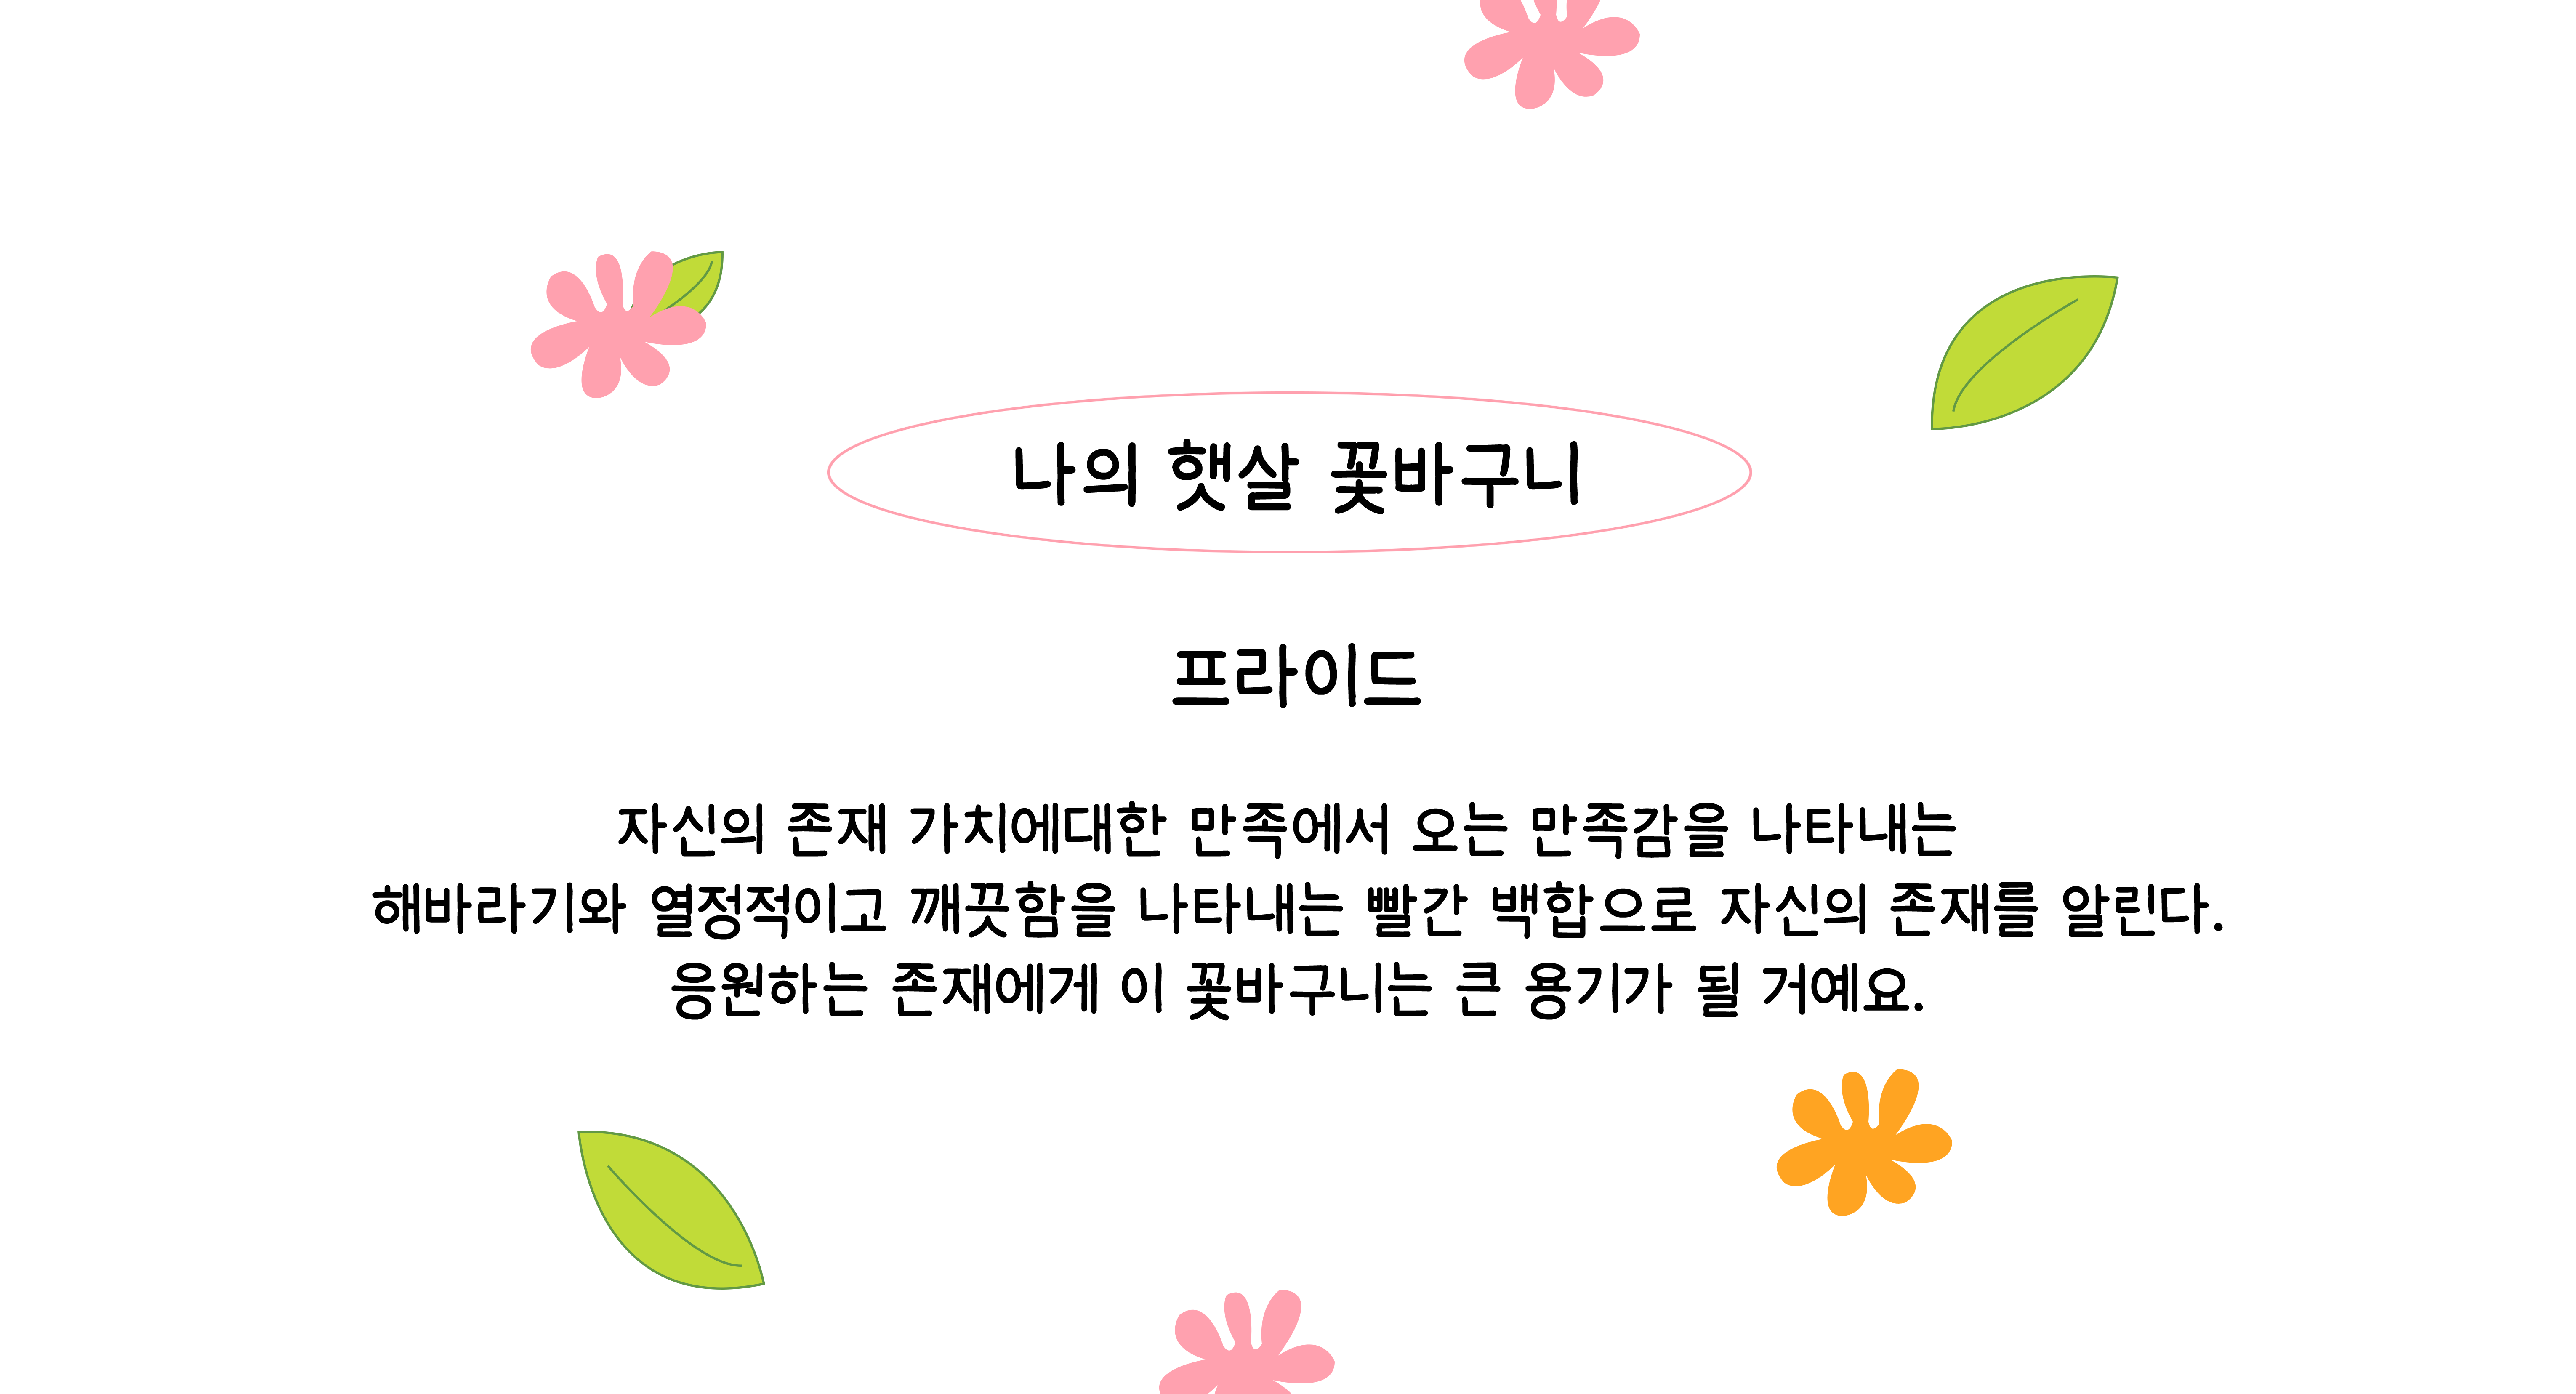 나의 햇살 꽃바구니
프라이드
자신의 존재 가치에대한 만족에서 오는 만족감을 나타내는
해바라기와 열정적이고 깨끗함을 나타내는 빨간 백합으로 자신의 존재를 알린다.
응원하는 존재에게 이 꽃바구니는 큰 용기가 될 거예요.